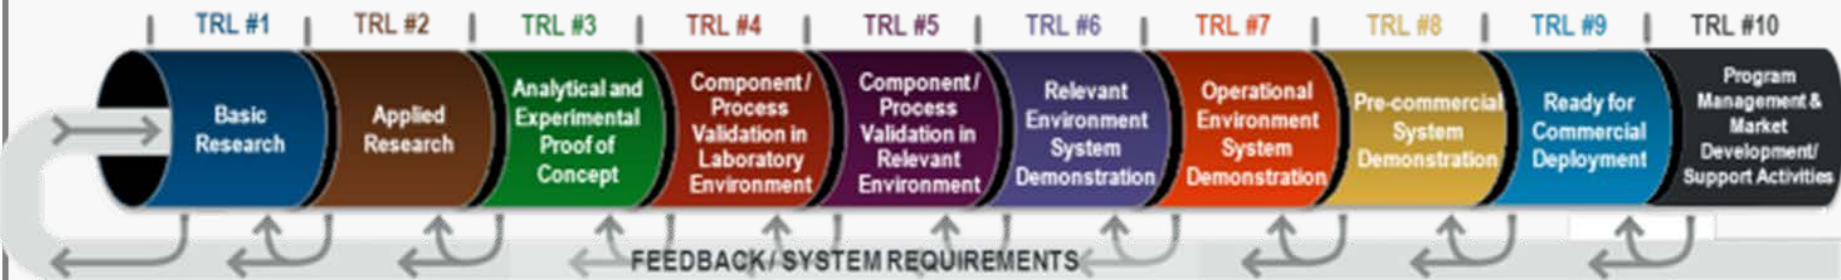 TRL #1
TRL #2
TRL #3
TRL #4
TRL #5
TRL #6
TRL #7
TRL #8
TRL #9
TRL #10
Basic
Research
Applied
Research
Analytical and
Experimental
Proof of
Concept
Component/
Process
Validation in
Laboratory
Environment
Component/
Process
Validation in
Relevant
Environment
Relevant
Environment
System
Demonstration
Operational
Environment
System
Demonstration
Pre-commercial
System
Demonstration
Ready for
Commercial
Deployment
Program
Management &
Market
Development/
Support Activities
FEEDBACK/ SYSTEM REQUIREMENTS